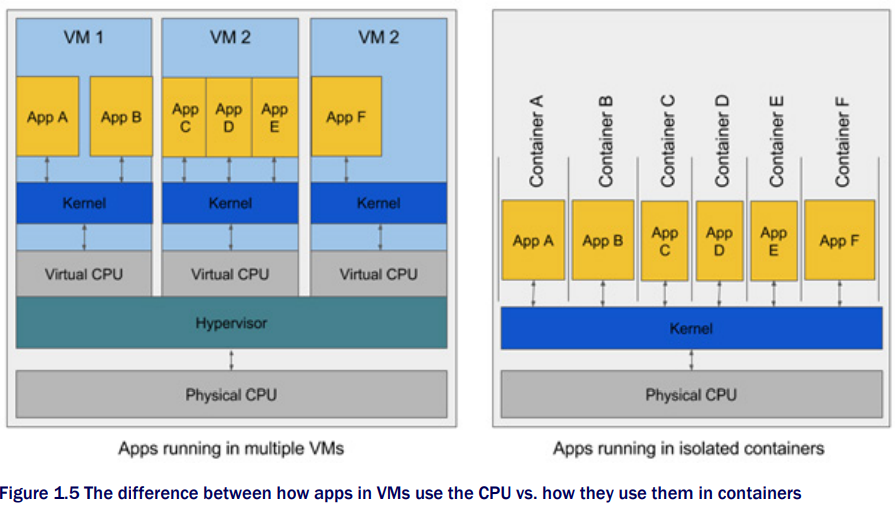 VM 1
VM 2
VM 2
App A
App B
App
C
App
D
App
E
App F
Kernel
Kernel
Kernel
Virtual CPU
Virtual CPU
Virtual CPU
Hypervisor
Physical CPU
Apps running in multiple VMs
Container A
Container B
Container C
Container D
Container E
Container F
App A
App B
App
C
App
D
App
E
App F
Kernel
Physical CPU
Apps running in isolated containers
Figure 1.5 The difference between how apps in VMs use the CPU vs. how they use them in containers